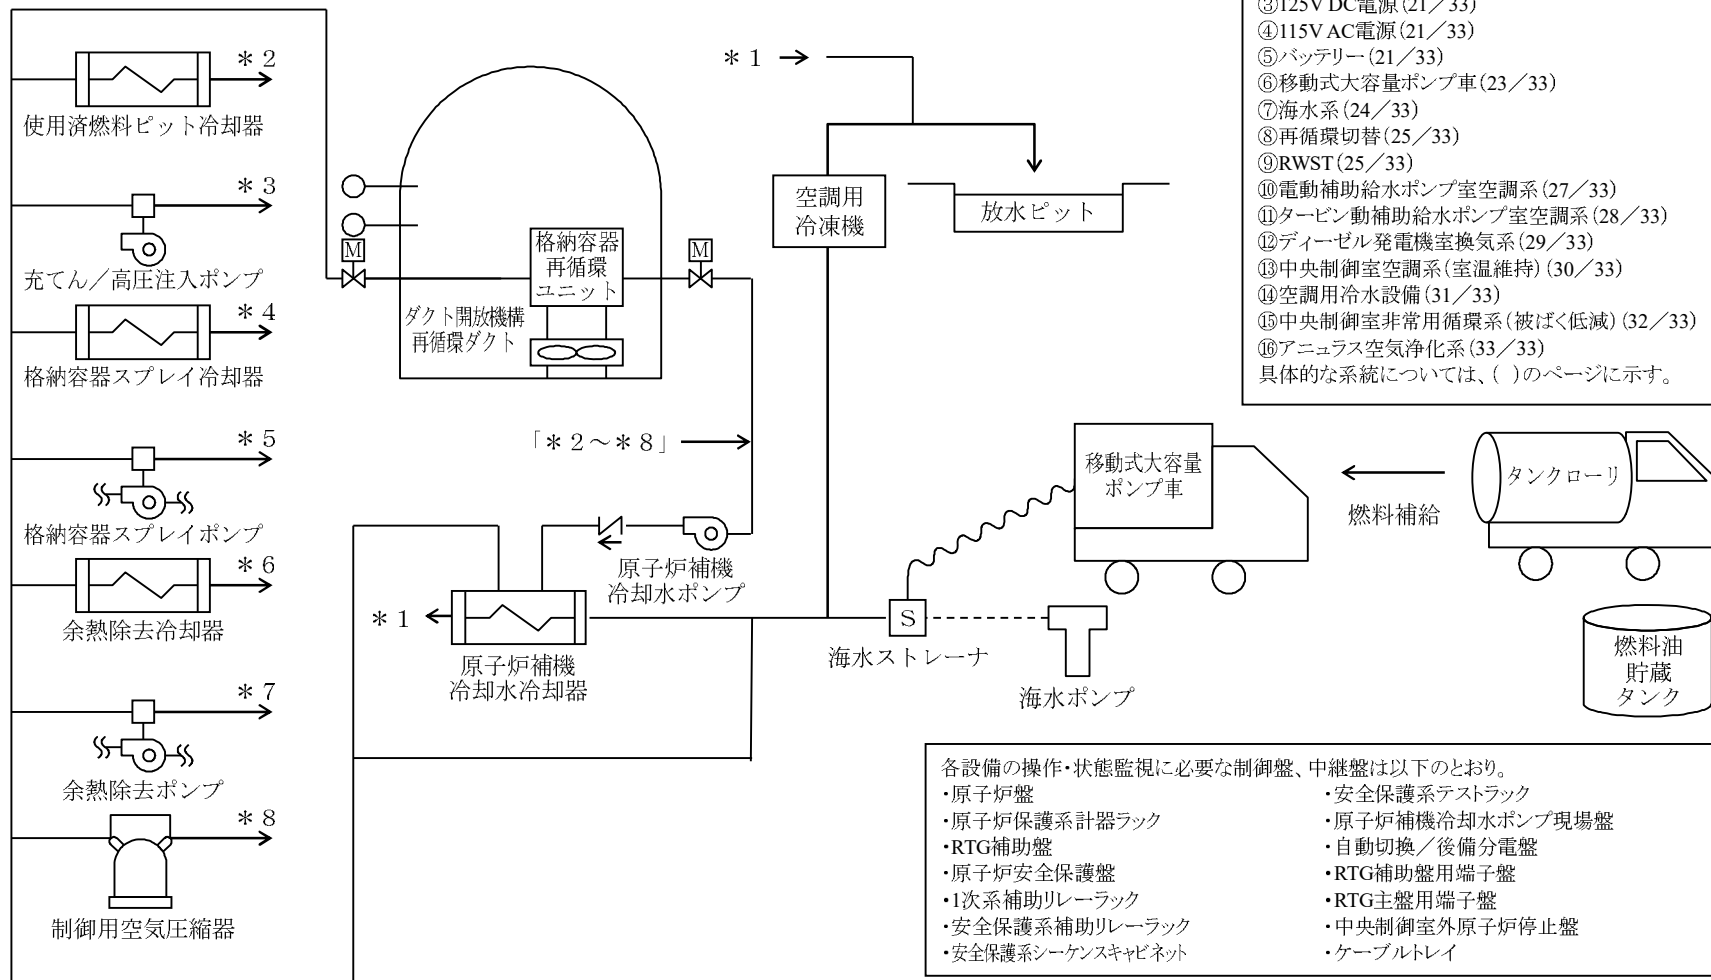 *2
使用済燃料ピット冷却器
*3
充てん/高圧注入ポンプ
*4
格納容器スプレイ冷却器
*5
格納容器スプレイポンプ
*6
余熱除去冷却器
*7
余熱除去ポンプ
*8
制御用空気圧縮器
M
M
格納容器
再循環
ユニット
ダクト開放機構
再循環ダクト
「*2~*8」
原子炉補機
冷却水ポンプ
*1
原子炉補機
冷却水冷却器
*1
空調用
冷凍機
放水ピット
S
海水ストレーナ
海水ポンプ
移動式大容量
ポンプ車
燃料補給
タンクローリ
燃料油
貯蔵
タンク
③125V DC電源(21/33)
④115V AC電源(21/33)
⑤バッテリー(21/33)
⑥移動式大容量ポンプ車(23/33)
⑦海水系(24/33)
⑧再循環切替(25/33)
⑨RWST(25/33)
⑩電動補助給水ポンプ室空調系(27/33)
⑪タービン動補助給水ポンプ室空調系(28/33)
⑫ディーゼル発電機室換気系(29/33)
⑬中央制御室空調系(室温維持)(30/33)
⑭空調用冷水設備(31/33)
⑮中央制御室非常用循環系(被ばく低減)(32/33)
⑯アニュラス空気浄化系(33/33)
具体的な系統については、( )のページに示す。
各設備の操作・状態監視に必要な制御盤、中継盤は以下のとおり。
・原子炉盤
・原子炉保護系計器ラック
・RTG補助盤
・原子炉安全保護盤
・1次系補助リレーラック
・安全保護系補助リレーラック
・安全保護系シーケンスキャビネット
・安全保護系テストラック
・原子炉補機冷却水ポンプ現場盤
・自動切換/後備分電盤
・RTG補助盤用端子盤
・RTG主盤用端子盤
・中央制御室外原子炉停止盤
・ケーブルトレイ